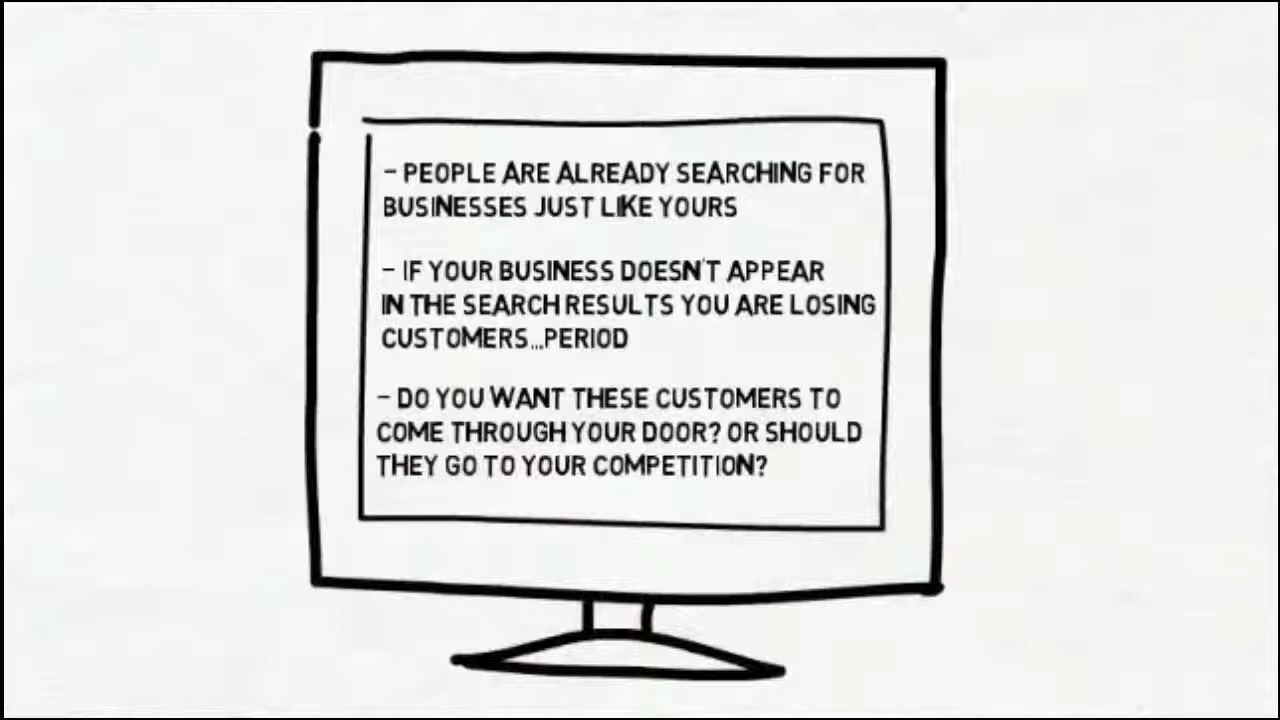 - PEOPLE ARE ALREADY SEARCHING FOR
BUSINESSES JUST LIKE YOURS
- IF YOUR BUSINESS DOESN'T APPEAR
IN THE SEARCH RESULTS YOU ARE LOSING
CUSTOMERS...PERIOD
- DO YOU WANT THESE CUSTOMERS TO
COME THROUGH YOUR DOOR? OR SHOULD
THEY GO TO YOUR COMPETITION?